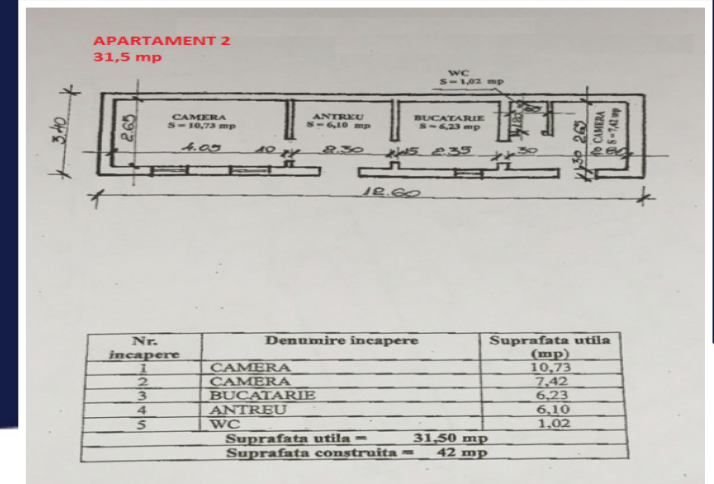 APARTAMENT 2
31,5 mp
WC
S = 1,02 mp
CAMERA
S = 10,73 mp
ANTREU
S = 6,10 mp
BUCATARIE
S = 6,23 mp
CAMERA
S = 7,42 mp
3.40
2.65
4.05
10
2.30
15
2.35
30
2.65
30
12.60
Nr. incapere Denumire incapere Suprafata utila (mp)
1 CAMERA 10,73
2 CAMERA 7,42
3 BUCATARIE 6,23
4 ANTREU 6,10
5 WC 1,02
Suprafata utila = 31,50 mp
Suprafata construita = 42 mp